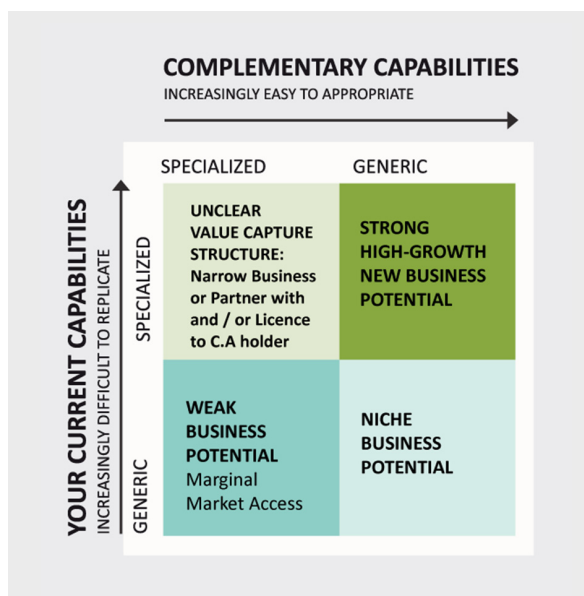 COMPLEMENTARY CAPABILITIES
INCREASINGLY EASY TO APPROPRIATE
SPECIALIZED
GENERIC
YOUR CURRENT CAPABILITIES
INCREASINGLY DIFFICULT TO REPLICATE
SPECIALIZED
GENERIC
UNCLEAR
VALUE CAPTURE
STRUCTURE:
Narrow Business
or Partner with
and / or Licence
to C.A holder
STRONG
HIGH-GROWTH
NEW BUSINESS
POTENTIAL
WEAK
BUSINESS
POTENTIAL
Marginal
Market Access
NICHE
BUSINESS
POTENTIAL